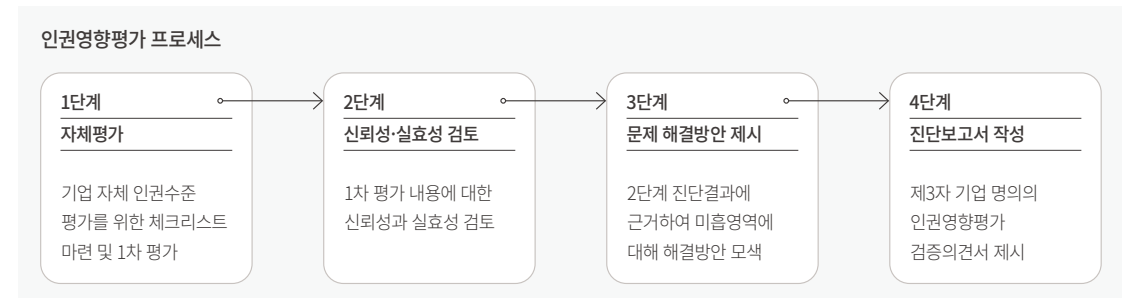 인권영향평가 프로세스
1단계
자체평가
기업 자체 인권수준
평가를 위한 체크리스트
마련 및 1차 평가
2단계
신뢰성·실효성 검토
1차 평가 내용에 대한
신뢰성과 실효성 검토
3단계
문제 해결방안 제시
2단계 진단결과에
근거하여 미흡영역에
대해 해결방안 모색
4단계
진단보고서 작성
제3자 기업 명의의
인권영향평가
검증의견서 제시